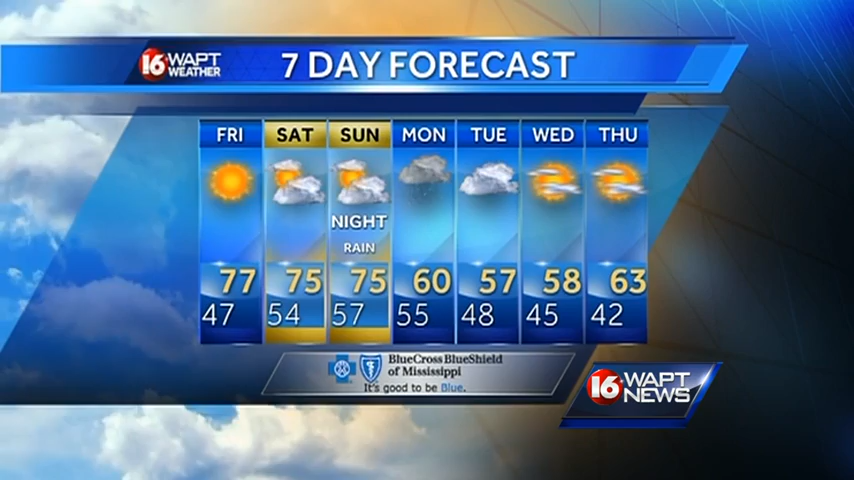 16 WAPT WEATHER
7 DAY FORECAST
FRI SAT SUN MON TUE WED THU
NIGHT
RAIN
77 75 75 60 57 58 63
47 54 57 55 48 45 42
BlueCross BlueShield
of Mississippi
It's good to be Blue.
16 WAPT
NEWS